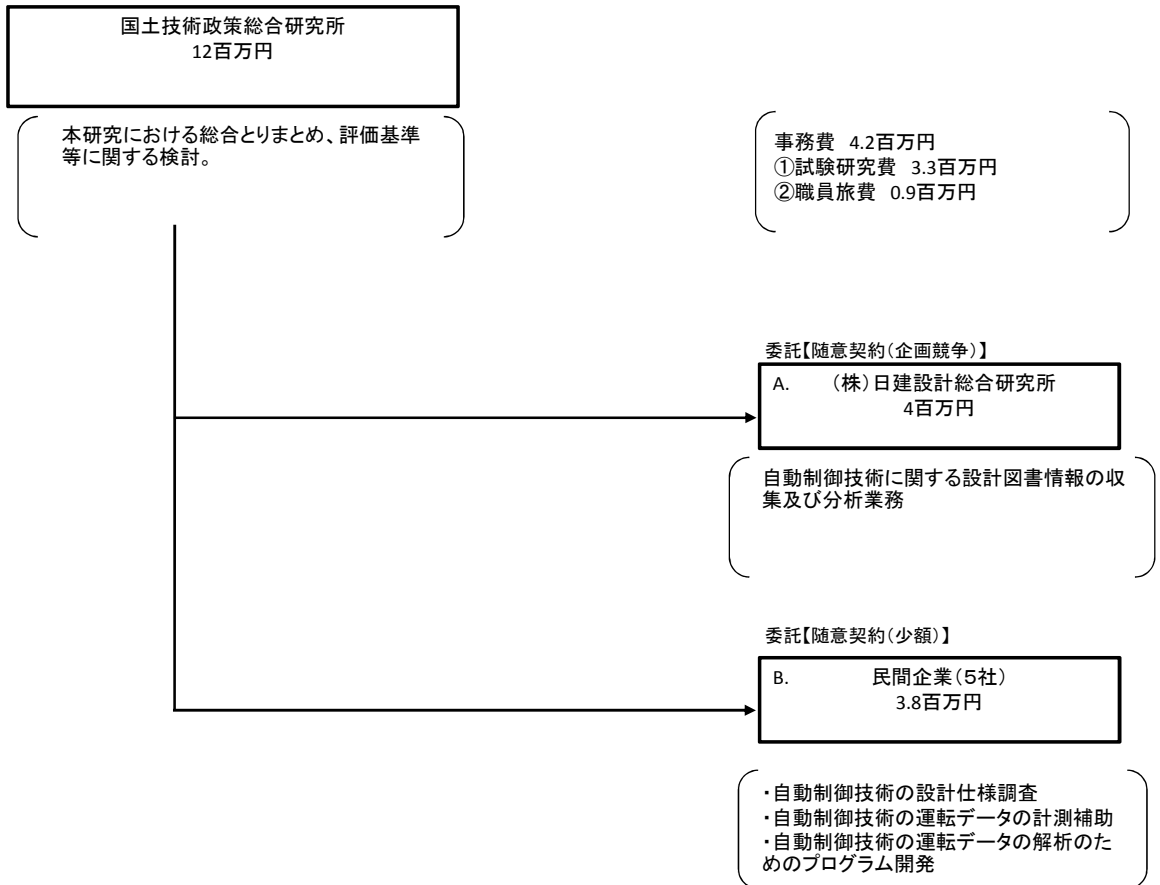 国土技術政策総合研究所
12百万円
本研究における総合とりまとめ、評価基準
等に関する検討。
事務費 4.2百万円
①試験研究費 3.3百万円
②職員旅費 0.9百万円
委託【随意契約(企画競争)】
A. (株)日建設計総合研究所
4百万円
自動制御技術に関する設計図書情報の収
集及び分析業務
委託【随意契約(少額)】
B. 民間企業(5社)
3.8百万円
・自動制御技術の設計仕様調査
・自動制御技術の運転データの計測補助
・自動制御技術の運転データの解析のた
めのプログラム開発